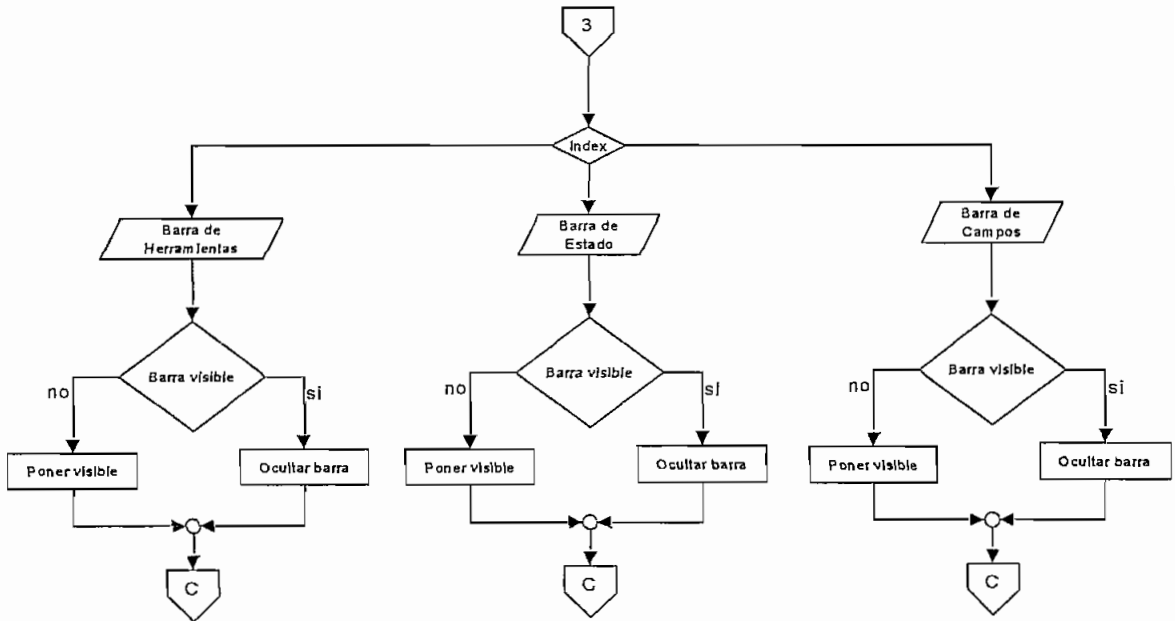 3
Index
Barra de
Herramientas
Barra de
Estado
Barra de
Campos
Barra visible
no
si
Barra visible
no
si
Barra visible
no
si
Poner visible
Ocultar barra
Poner visible
Ocultar barra
Poner visible
Ocultar barra
C
C
C